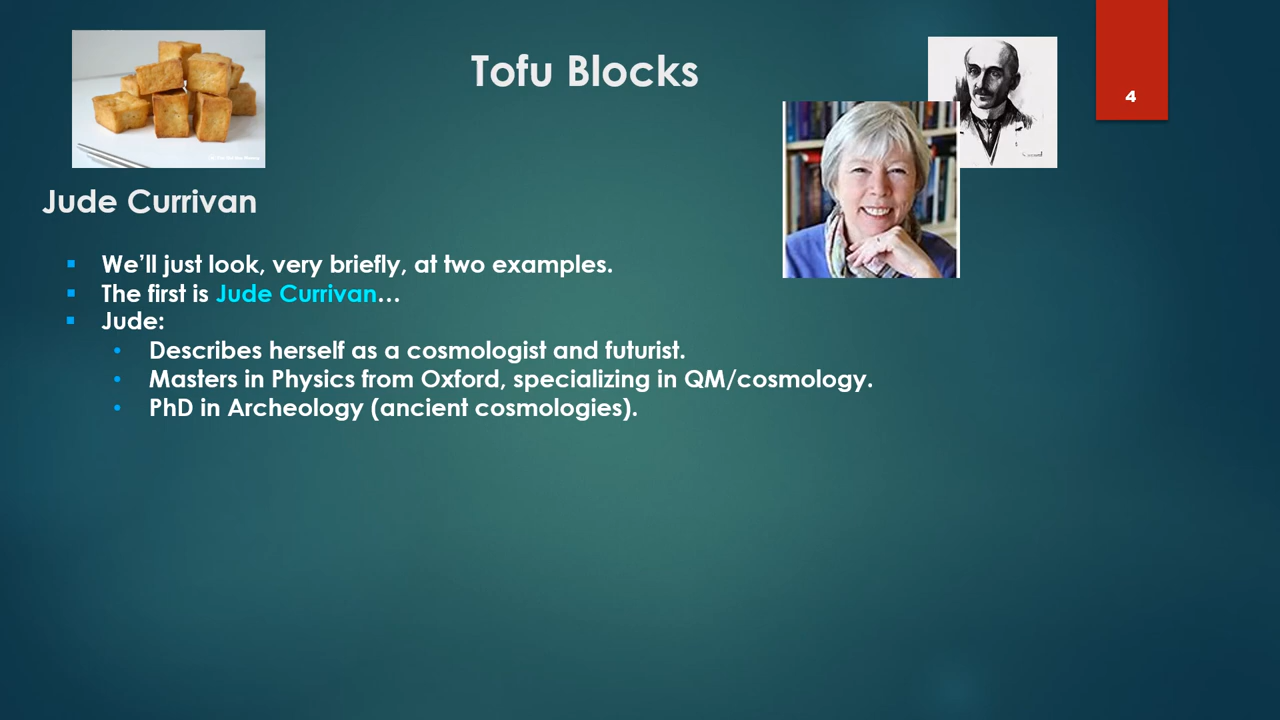 Tofu Blocks
4
Jude Currivan
We’ll just look, very briefly, at two examples.
The first is Jude Currivan…
Jude:
Describes herself as a cosmologist and futurist.
Masters in Physics from Oxford, specializing in QM/cosmology.
PhD in Archeology (ancient cosmologies).